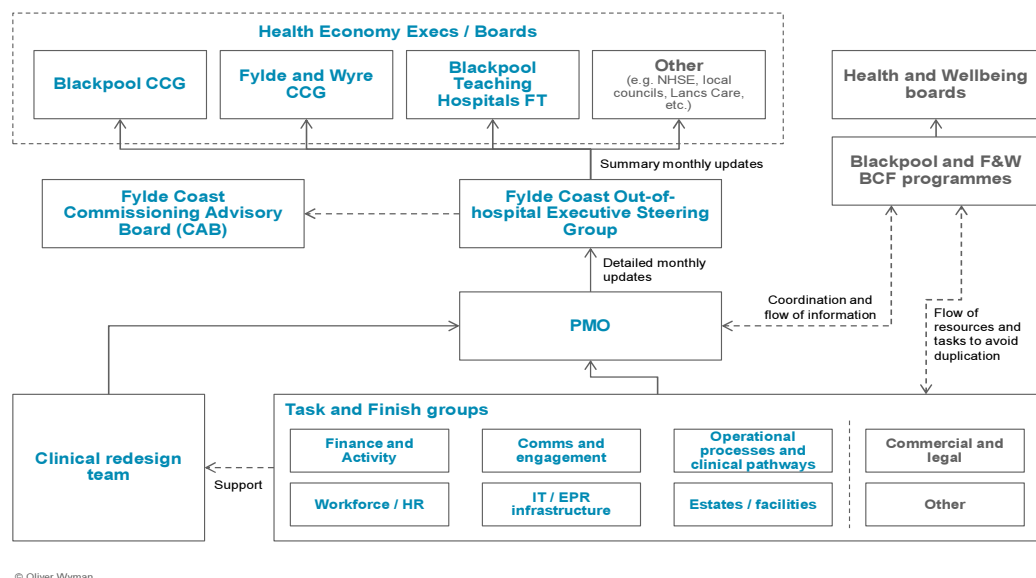 Health Economy Execs / Boards
Blackpool CCG
Fylde and Wyre
CCG
Blackpool
Teaching
Hospitals FT
Other
(e.g. NHSE, local
councils, Lancs Care,
etc.)
Health and Wellbeing
boards
Summary monthly updates
Blackpool and F&W
BCF programmes
Fylde Coast
Commissioning Advisory
Board (CAB)
Fylde Coast Out-of-
hospital Executive Steering
Group
Detailed monthly
updates
PMO
Coordination and
flow of information
Flow of
resources and
tasks to avoid
duplication
Clinical redesign
team
Support
Task and Finish groups
Finance and
Activity
Comms and
engagement
Operational
processes and
clinical pathways
Commercial and
legal
Workforce / HR
IT / EPR
infrastructure
Estates / facilities
Other
© Oliver Wyman